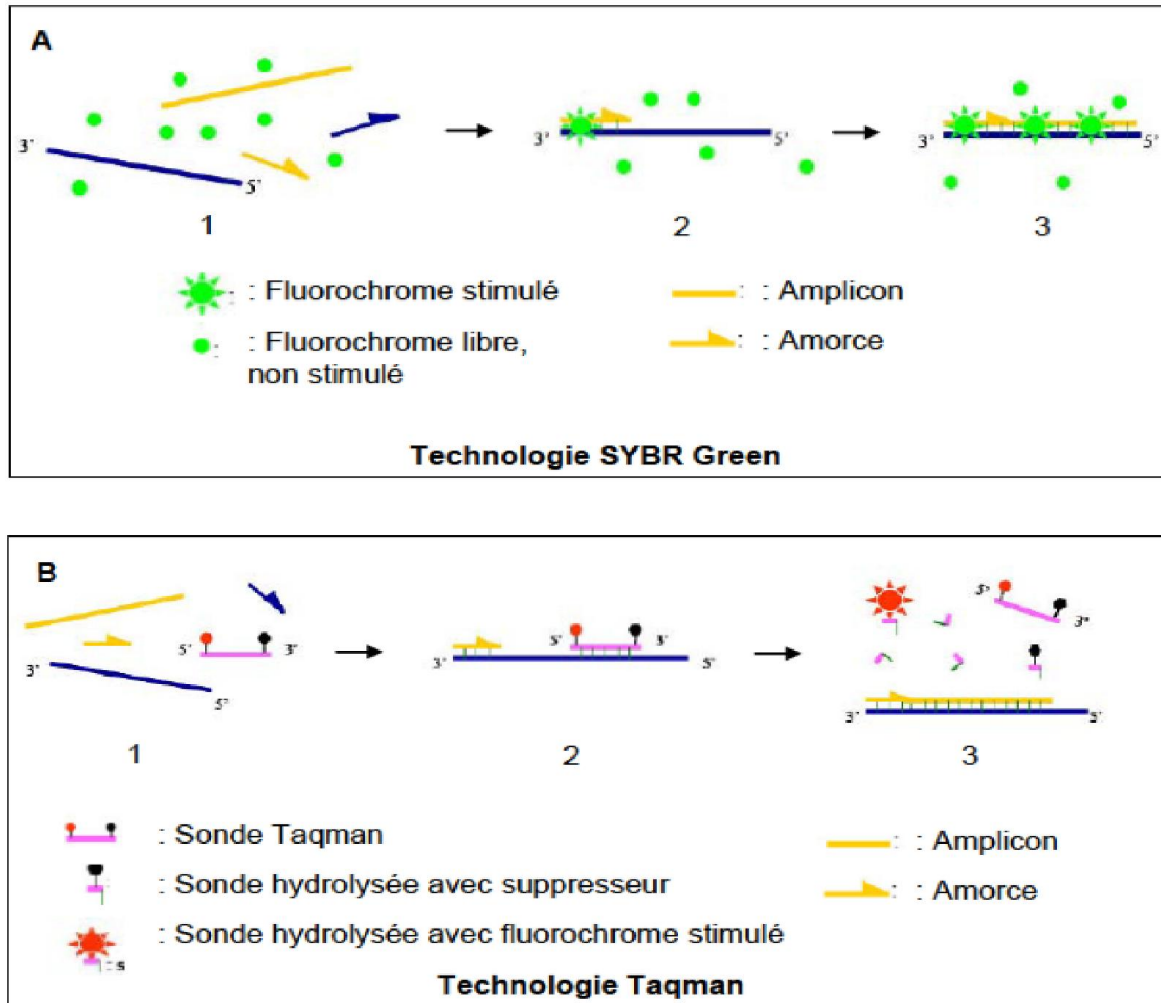 A
3'
5'
3'
5'
3'
5'
1
2
3
: Fluorochrome stimulé
: : Amplicon
: Fluorochrome libre,
non stimulé
: : Amorce
Technologie SYBR Green
B
5'
3'
3'
5'
5'
3'
3'
5'
5'
3'
3'
5'
1
2
3
: Sonde Taqman
: : Amplicon
: Sonde hydrolysée avec suppresseur
: : Amorce
: Sonde hydrolysée avec fluorochrome stimulé
Technologie Taqman